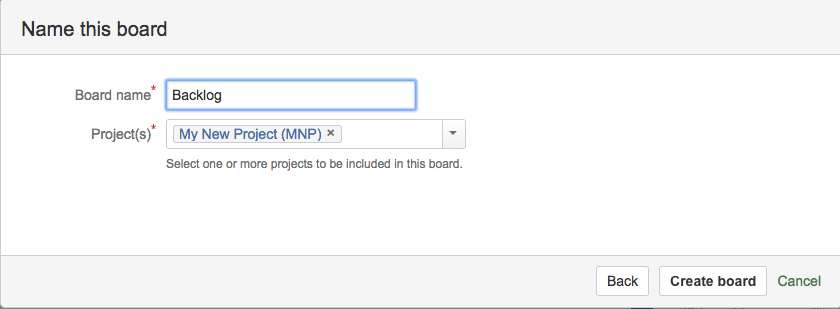 Name this board
Board name* Backlog
Project(s)* My New Project (MNP) ×
Select one or more projects to be included in this board.
Back Create board Cancel